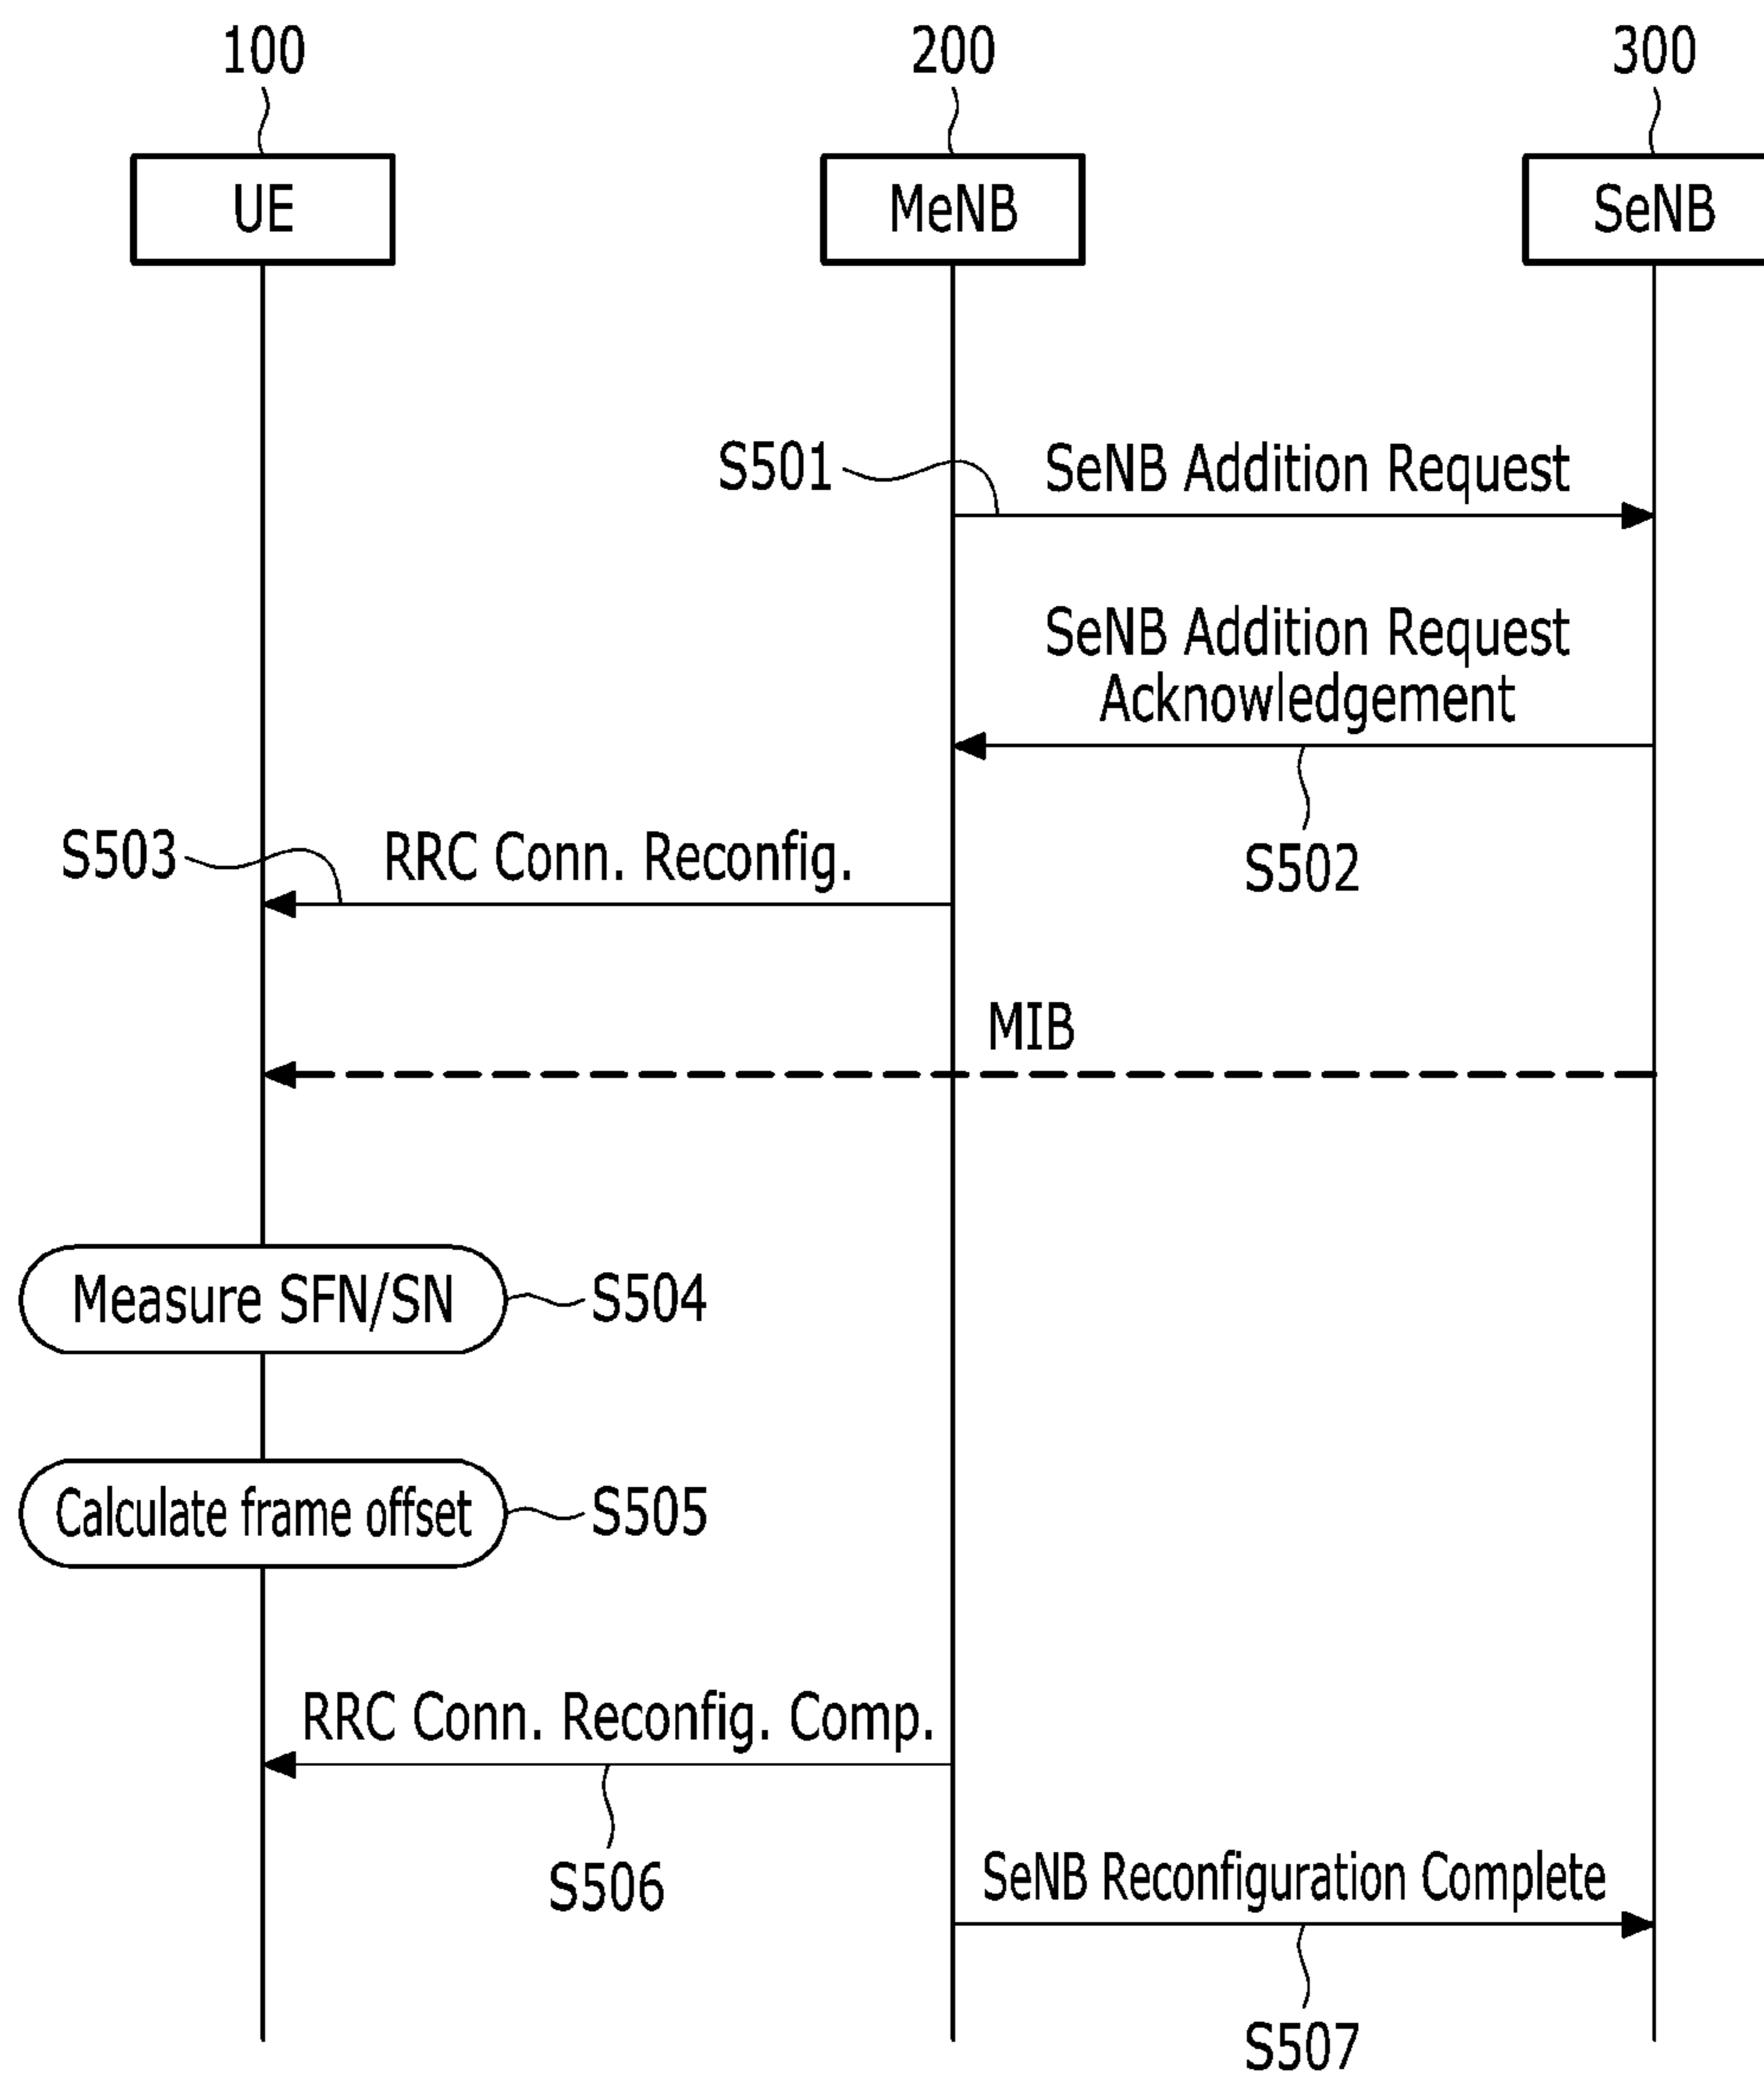 100
200
300
UE
MeNB
SeNB
S501
SeNB Addition Request
SeNB Addition Request
Acknowledgement
S502
S503
RRC Conn. Reconfig.
MIB
Measure SFN/SN
S504
Calculate frame offset
S505
RRC Conn. Reconfig. Comp.
S506
SeNB Reconfiguration Complete
S507